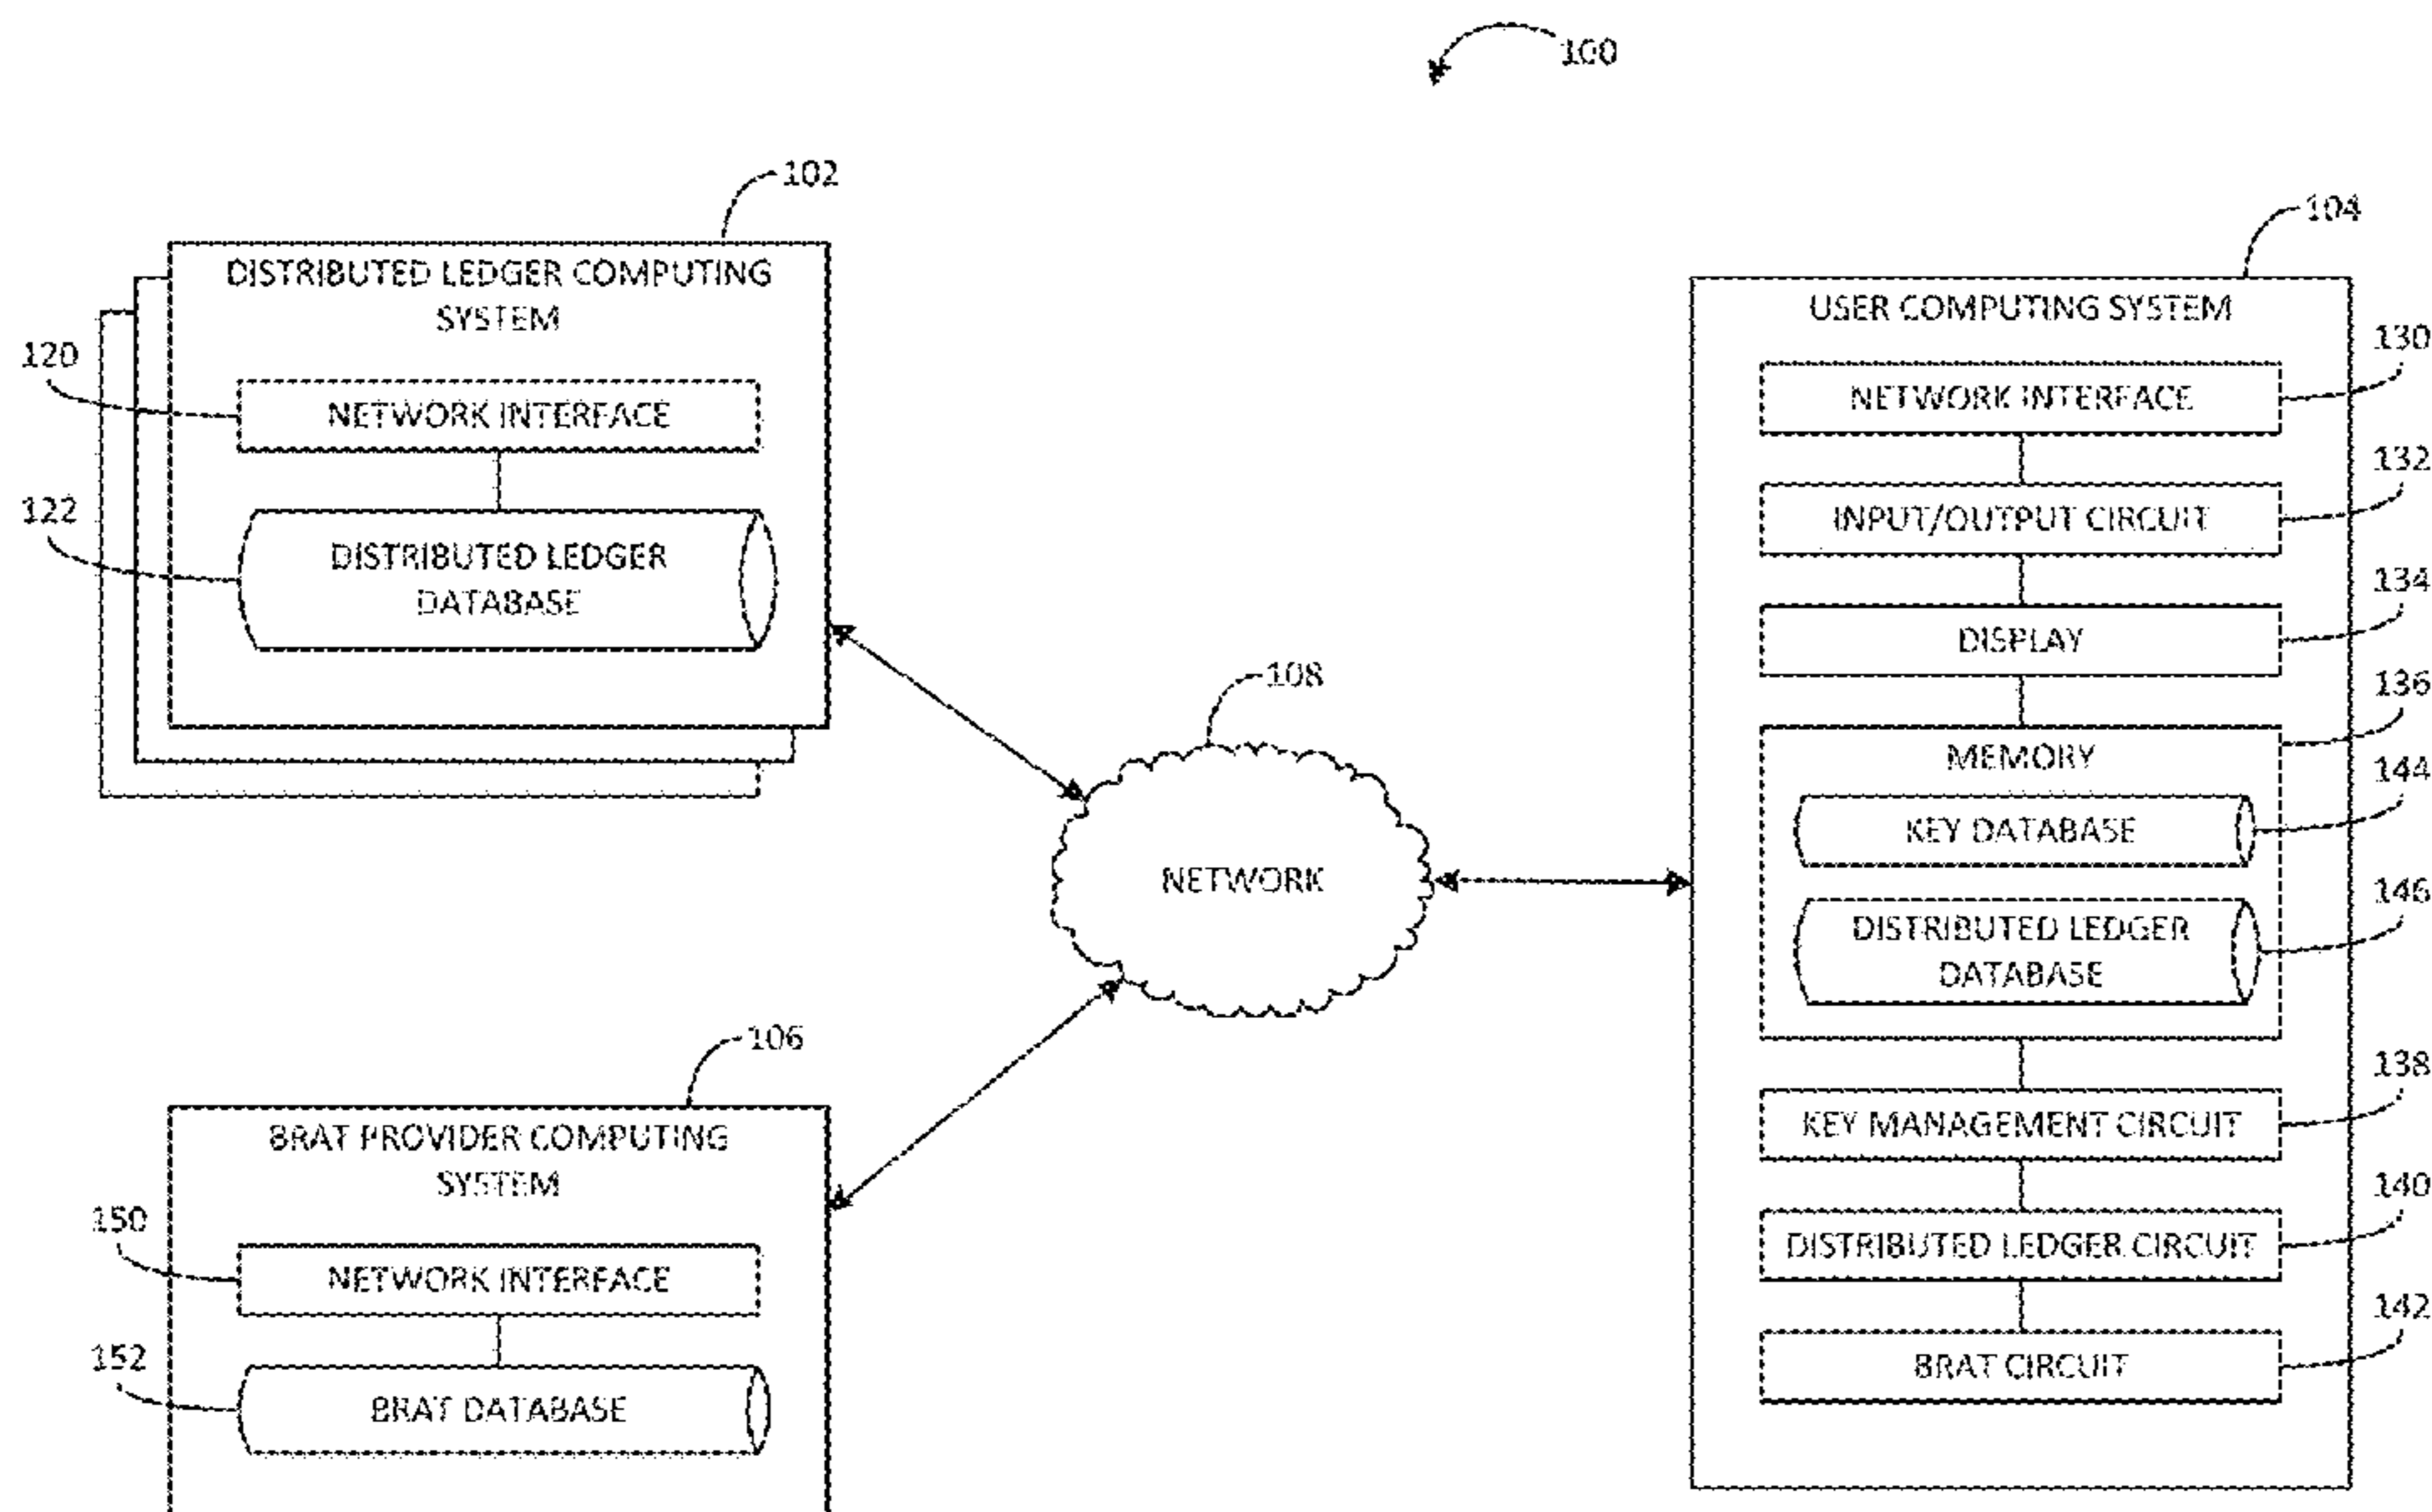 100
102
DISTRIBUTED LEDGER COMPUTING
SYSTEM
120
NETWORK INTERFACE
122
DISTRIBUTED LEDGER
DATABASE
108
NETWORK
106
BRAT PROVIDER COMPUTING
SYSTEM
150
NETWORK INTERFACE
152
BRAT DATABASE
104
USER COMPUTING SYSTEM
130
NETWORK INTERFACE
132
INPUT/OUTPUT CIRCUIT
134
DISPLAY
136
MEMORY
144
KEY DATABASE
146
DISTRIBUTED LEDGER
DATABASE
138
KEY MANAGEMENT CIRCUIT
140
DISTRIBUTED LEDGER CIRCUIT
142
BRAT CIRCUIT